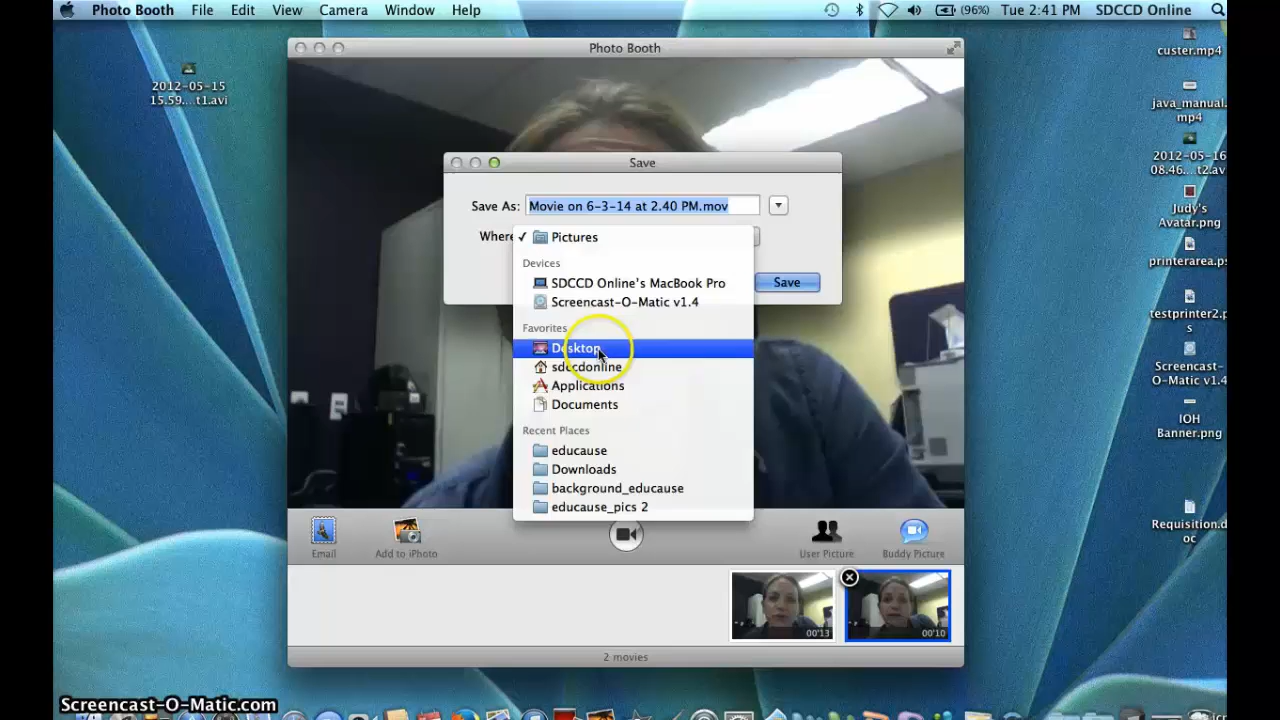 Photo Booth File Edit View Camera Window Help (96%) Tue 2:41 PM SDCCD Online
Photo Booth
custer.mp4
2012-05-15
15.59....t1.avi
java_manual.
mp4
2012-05-16
08.46....t2.avi
Save
Save As: Movie on 6-3-14 at 2.40 PM.mov
Judy's
Avatar.png
Where ✓ Pictures
printerarea.ps
Devices
SDCCD Online's MacBook Pro
Save
Screencast-O-Matic v1.4
testprinter2.p
s
Favorites
Desktop
sdccdonline
Screencast-
O-Matic v1.4
Applications
Documents
IOH
Banner.png
Recent Places
educause
Downloads
background_educause
educause_pics 2
Requisition.d
oc
Email
Add to iPhoto
User Picture
Buddy Picture
00'13
00'10
2 movies
Screencast-O-Matic.com